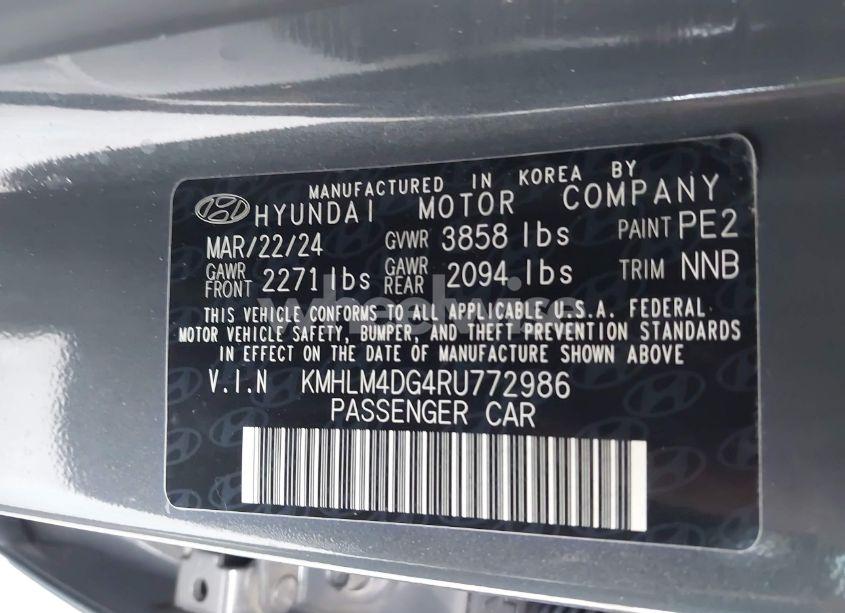 MANUFACTURED IN KOREA BY
HYUNDAI MOTOR COMPANY
MAR/22/24 GVWR 3858 lbs PAINT PE2
GAWR FRONT 2271 lbs GAWR REAR 2094 lbs TRIM NNB
THIS VEHICLE CONFORMS TO ALL APPLICABLE U.S.A. FEDERAL
MOTOR VEHICLE SAFETY, BUMPER, AND THEFT PREVENTION STANDARDS
IN EFFECT ON THE DATE OF MANUFACTURE SHOWN ABOVE
V.I.N KMHLM4DG4RU772986
PASSENGER CAR